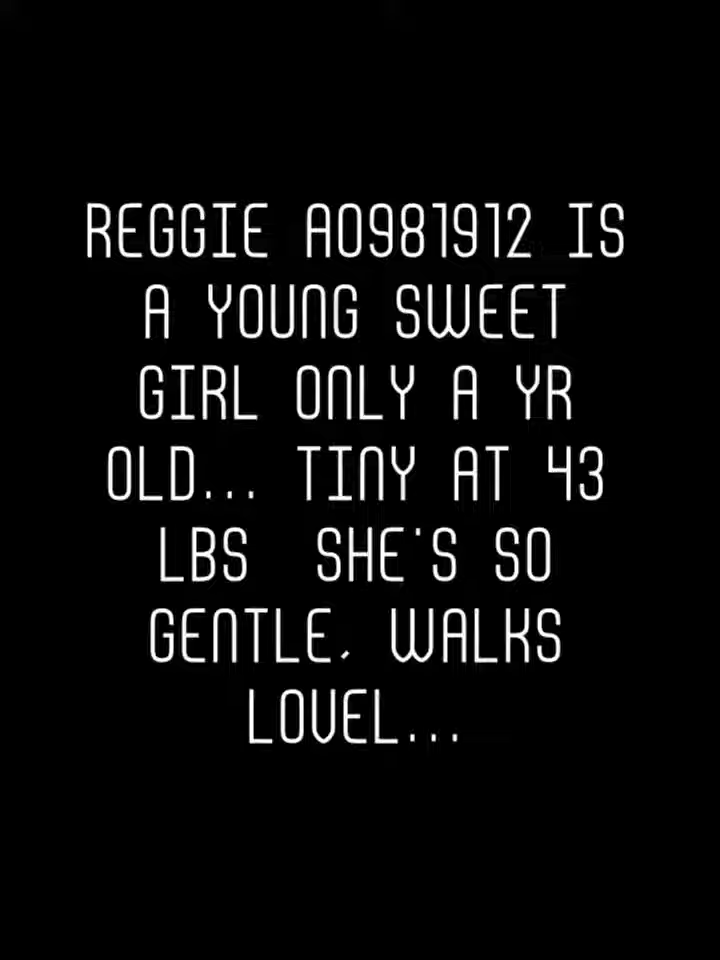 REGGIE A0981912 IS
A YOUNG SWEET
GIRL ONLY A YR
OLD... TINY AT 43
LBS  SHE'S SO
GENTLE, WALKS
LOVEL...